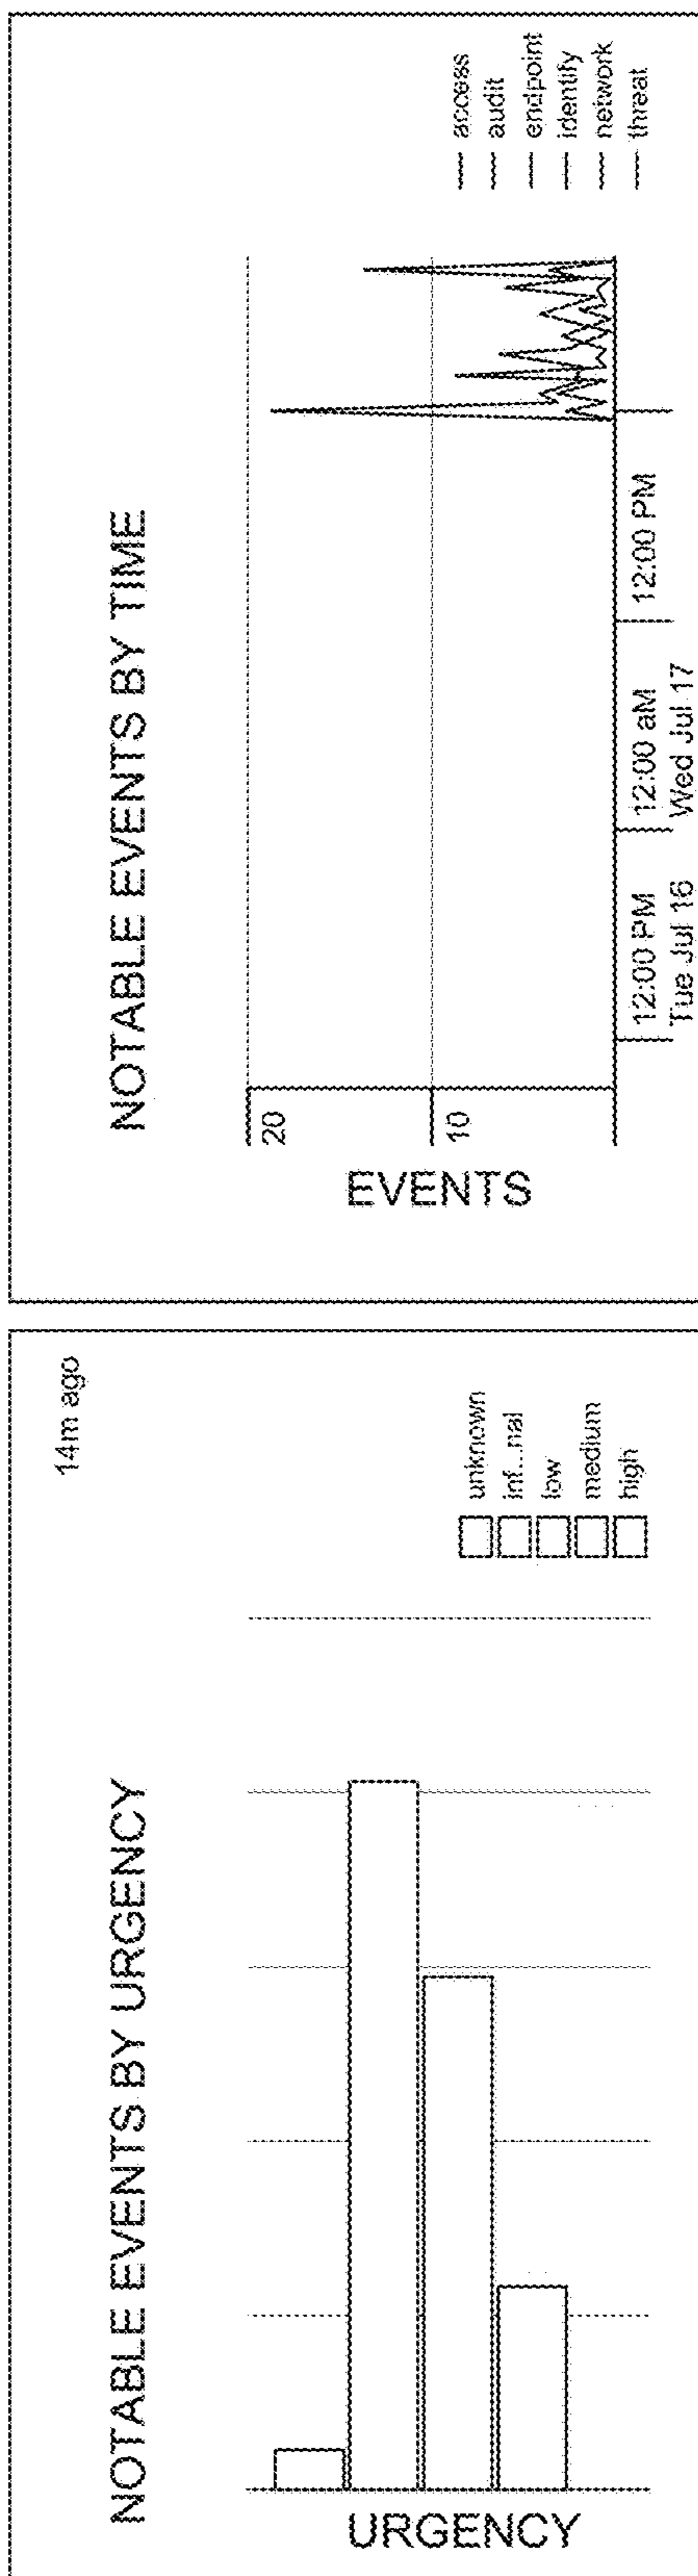 NOTABLE EVENTS BY URGENCY
14m ago
URGENCY
unknown
inf...nal
low
medium
high
NOTABLE EVENTS BY TIME
EVENTS
20
10
12:00 PM
Tue Jul 16
12:00 aM
Wed Jul 17
12:00 PM
access
audit
endpoint
identify
network
threat